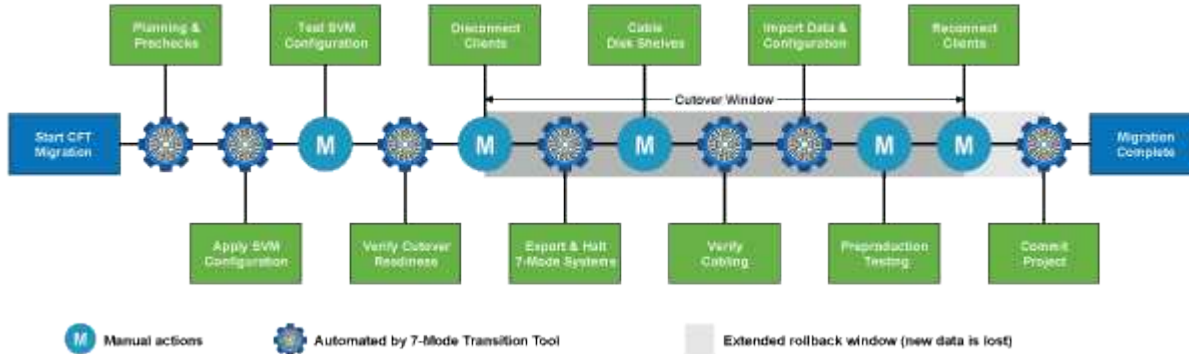 Planning &
Prechecks
Test SVM
Configuration
Disconnect
Clients
Cable
Disk Shelves
Import Data &
Configuration
Reconnect
Clients
Cutover Window
Start CFT
Migration
M
M
M
M
M
Migration
Complete
Apply SVM
Configuration
Verify Cutover
Readiness
Export & Halt
7-Mode Systems
Verify
Cabling
Preproduction
Testing
Commit
Project
M
Manual actions
Automated by 7-Mode Transition Tool
Extended rollback window (new data is lost)